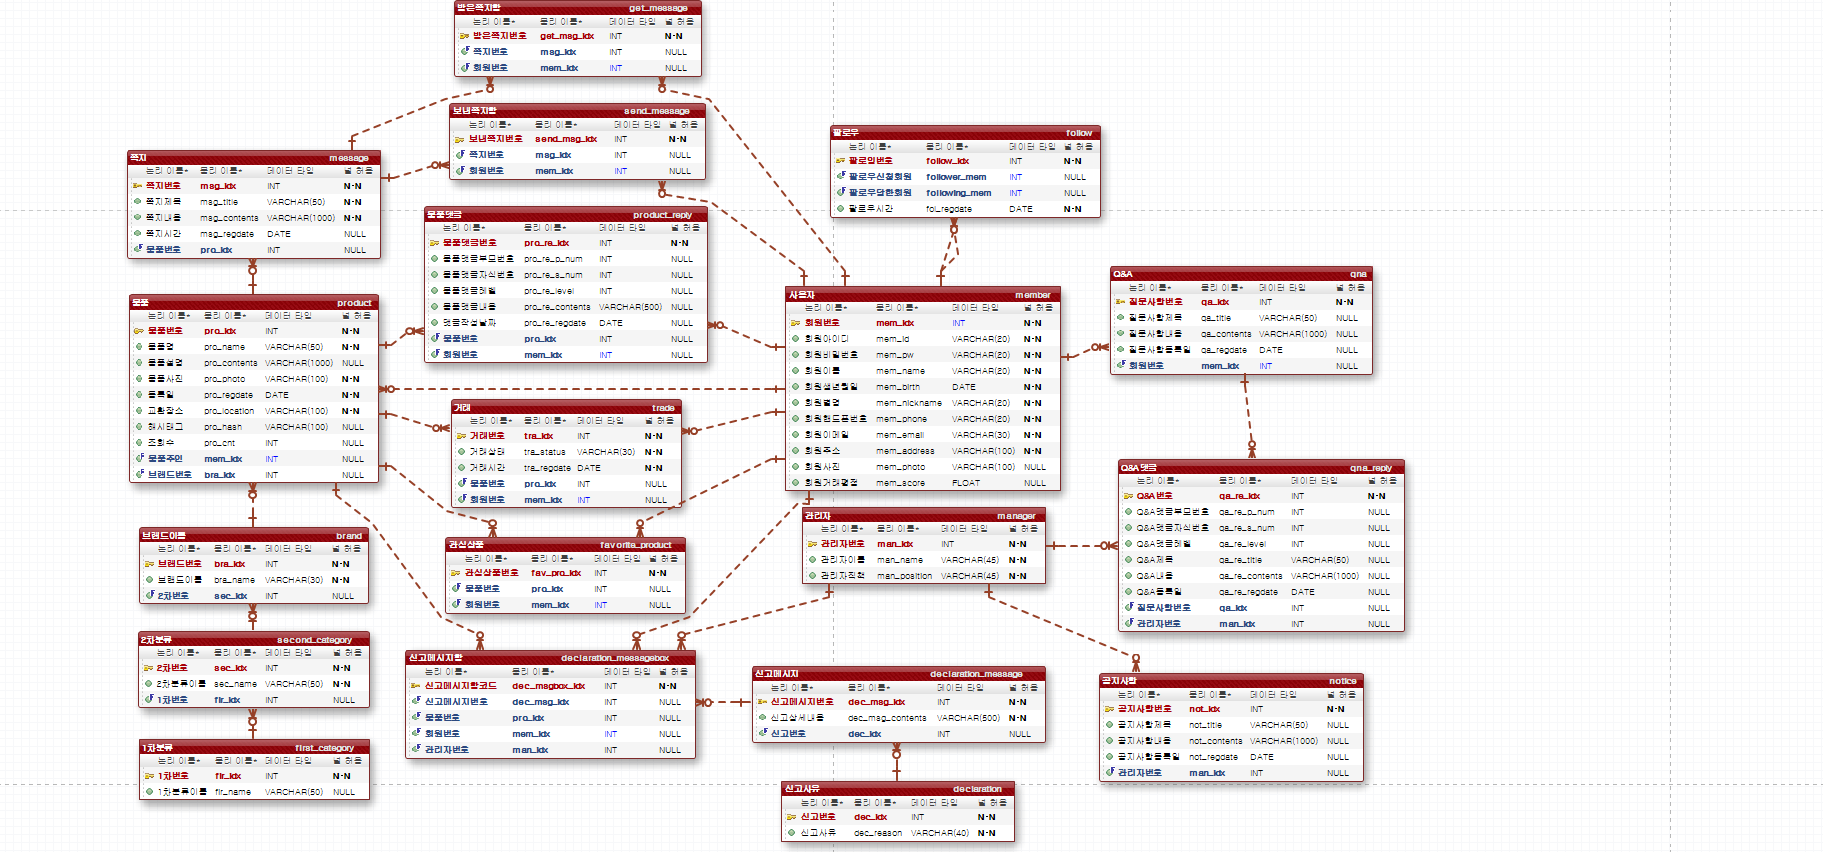 받은쪽지함 get_message
논리 이름* 물리 이름* 데이터 타입 널 허용
받은쪽지번호 get_msg_idx INT N-N
쪽지번호 msg_idx INT NULL
회원번호 mem_idx INT NULL
보낸쪽지함 send_message
논리 이름* 물리 이름* 데이터 타입 널 허용
보낸쪽지번호 send_msg_idx INT N-N
쪽지번호 msg_idx INT NULL
회원번호 mem_idx INT NULL
쪽지 message
논리 이름* 물리 이름* 데이터 타입 널 허용
쪽지번호 msg_idx INT N-N
쪽지제목 msg_title VARCHAR(50) N-N
쪽지내용 msg_contents VARCHAR(1000) N-N
쪽지시간 msg_regdate DATE NULL
물품번호 pro_idx INT NULL
팔로우 follow
논리 이름* 물리 이름* 데이터 타입 널 허용
팔로잉번호 follow_idx INT N-N
팔로우신청회원 follower_mem INT NULL
팔로우당한회원 following_mem INT NULL
팔로우시간 fol_regdate DATE N-N
물품댓글 product_reply
논리 이름* 물리 이름* 데이터 타입 널 허용
물품댓글번호 pro_re_idx INT N-N
물품댓글부모번호 pro_re_p_num INT NULL
물품댓글자식번호 pro_re_s_num INT NULL
물품댓글레벨 pro_re_level INT NULL
물품댓글내용 pro_re_contents VARCHAR(500) NULL
댓글작성날짜 pro_re_regdate DATE NULL
물품번호 pro_idx INT NULL
회원번호 mem_idx INT NULL
물품 product
논리 이름* 물리 이름* 데이터 타입 널 허용
물품번호 pro_idx INT N-N
물품명 pro_name VARCHAR(50) N-N
물품설명 pro_contents VARCHAR(1000) NULL
물품사진 pro_photo VARCHAR(100) N-N
등록일 pro_regdate DATE N-N
교환장소 pro_location VARCHAR(100) N-N
해시태그 pro_hash VARCHAR(100) NULL
조회수 pro_cnt INT NULL
물품주인 mem_idx INT NULL
브랜드번호 bra_idx INT NULL
사용자 member
논리 이름* 물리 이름* 데이터 타입 널 허용
회원번호 mem_idx INT N-N
회원아이디 mem_id VARCHAR(20) N-N
회원비밀번호 mem_pw VARCHAR(20) N-N
회원이름 mem_name VARCHAR(20) N-N
회원생년월일 mem_birth DATE N-N
회원별명 mem_nickname VARCHAR(20) N-N
회원핸드폰번호 mem_phone VARCHAR(20) N-N
회원이메일 mem_email VARCHAR(30) N-N
회원주소 mem_address VARCHAR(100) N-N
회원사진 mem_photo VARCHAR(100) NULL
회원거래평점 mem_score FLOAT NULL
Q&A qna
논리 이름* 물리 이름* 데이터 타입 널 허용
질문사항번호 qa_idx INT N-N
질문사항제목 qa_title VARCHAR(50) NULL
질문사항내용 qa_contents VARCHAR(1000) NULL
질문사항등록일 qa_regdate DATE NULL
회원번호 mem_idx INT NULL
거래 trade
논리 이름* 물리 이름* 데이터 타입 널 허용
거래번호 tra_idx INT N-N
거래상태 tra_status VARCHAR(30) N-N
거래시간 tra_regdate DATE N-N
물품번호 pro_idx INT NULL
회원번호 mem_idx INT NULL
Q&A댓글 qna_reply
논리 이름* 물리 이름* 데이터 타입 널 허용
Q&A번호 qa_re_idx INT N-N
Q&A댓글부모번호 qa_re_p_num INT NULL
Q&A댓글자식번호 qa_re_s_num INT NULL
Q&A댓글레벨 qa_re_level INT NULL
Q&A제목 qa_re_title VARCHAR(50) NULL
Q&A내용 qa_re_contents VARCHAR(1000) NULL
Q&A등록일 qa_re_regdate DATE NULL
질문사항번호 qa_idx INT NULL
관리자번호 man_idx INT NULL
관리자 manager
논리 이름* 물리 이름* 데이터 타입 널 허용
관리자번호 man_idx INT N-N
관리자이름 man_name VARCHAR(45) N-N
관리자직책 man_position VARCHAR(45) N-N
브랜드이름 brand
논리 이름* 물리 이름* 데이터 타입 널 허용
브랜드번호 bra_idx INT N-N
브랜드이름 bra_name VARCHAR(30) N-N
2차번호 sec_idx INT NULL
관심상품 favorite_product
논리 이름* 물리 이름* 데이터 타입 널 허용
관심상품번호 fav_pro_idx INT N-N
물품번호 pro_idx INT NULL
회원번호 mem_idx INT NULL
2차분류 second_category
논리 이름* 물리 이름* 데이터 타입 널 허용
2차번호 sec_idx INT N-N
2차분류이름 sec_name VARCHAR(50) N-N
1차번호 fir_idx INT NULL
신고메시지함 declaration_messagebox
논리 이름* 물리 이름* 데이터 타입 널 허용
신고메시지함코드 dec_msgbox_idx INT N-N
신고메시지번호 dec_msg_idx INT NULL
물품번호 pro_idx INT NULL
회원번호 mem_idx INT NULL
관리자번호 man_idx INT NULL
신고메시지 declaration_message
논리 이름* 물리 이름* 데이터 타입 널 허용
신고메시지번호 dec_msg_idx INT N-N
신고상세내용 dec_msg_contents VARCHAR(500) N-N
신고번호 dec_idx INT NULL
공지사항 notice
논리 이름* 물리 이름* 데이터 타입 널 허용
공지사항번호 not_idx INT N-N
공지사항제목 not_title VARCHAR(50) NULL
공지사항내용 not_contents VARCHAR(1000) NULL
공지사항등록일 not_regdate DATE NULL
관리자번호 man_idx INT NULL
1차분류 first_category
논리 이름* 물리 이름* 데이터 타입 널 허용
1차번호 fir_idx INT N-N
1차분류이름 fir_name VARCHAR(50) NULL
신고사유 declaration
논리 이름* 물리 이름* 데이터 타입 널 허용
신고번호 dec_idx INT N-N
신고사유 dec_reason VARCHAR(40) N-N